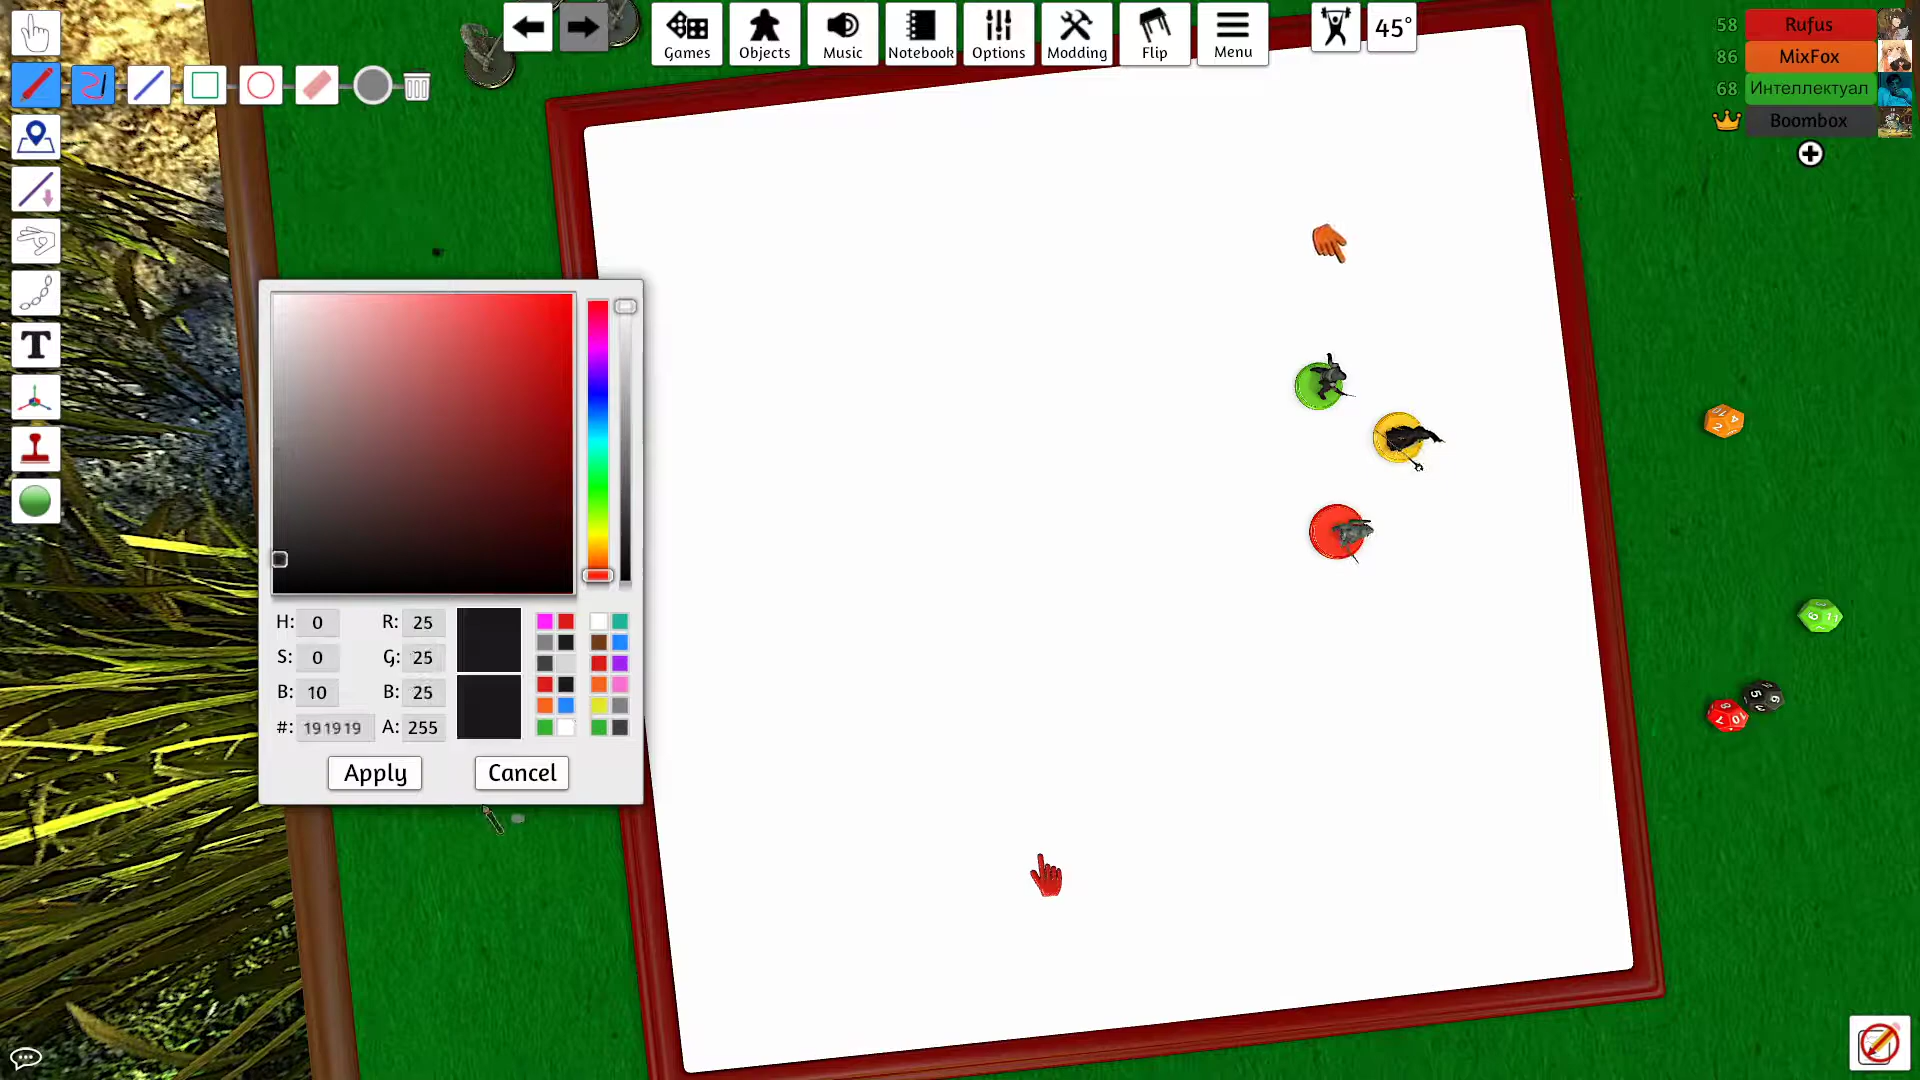 Games
Objects
Music
Notebook
Options
Modding
Flip
Menu
45°
58 Rufus
86 MixFox
68 Интеллектуал
Boombox
T
H: 0 R: 25
S: 0 G: 25
B: 10 B: 25
#: 191919 A: 255
Apply Cancel